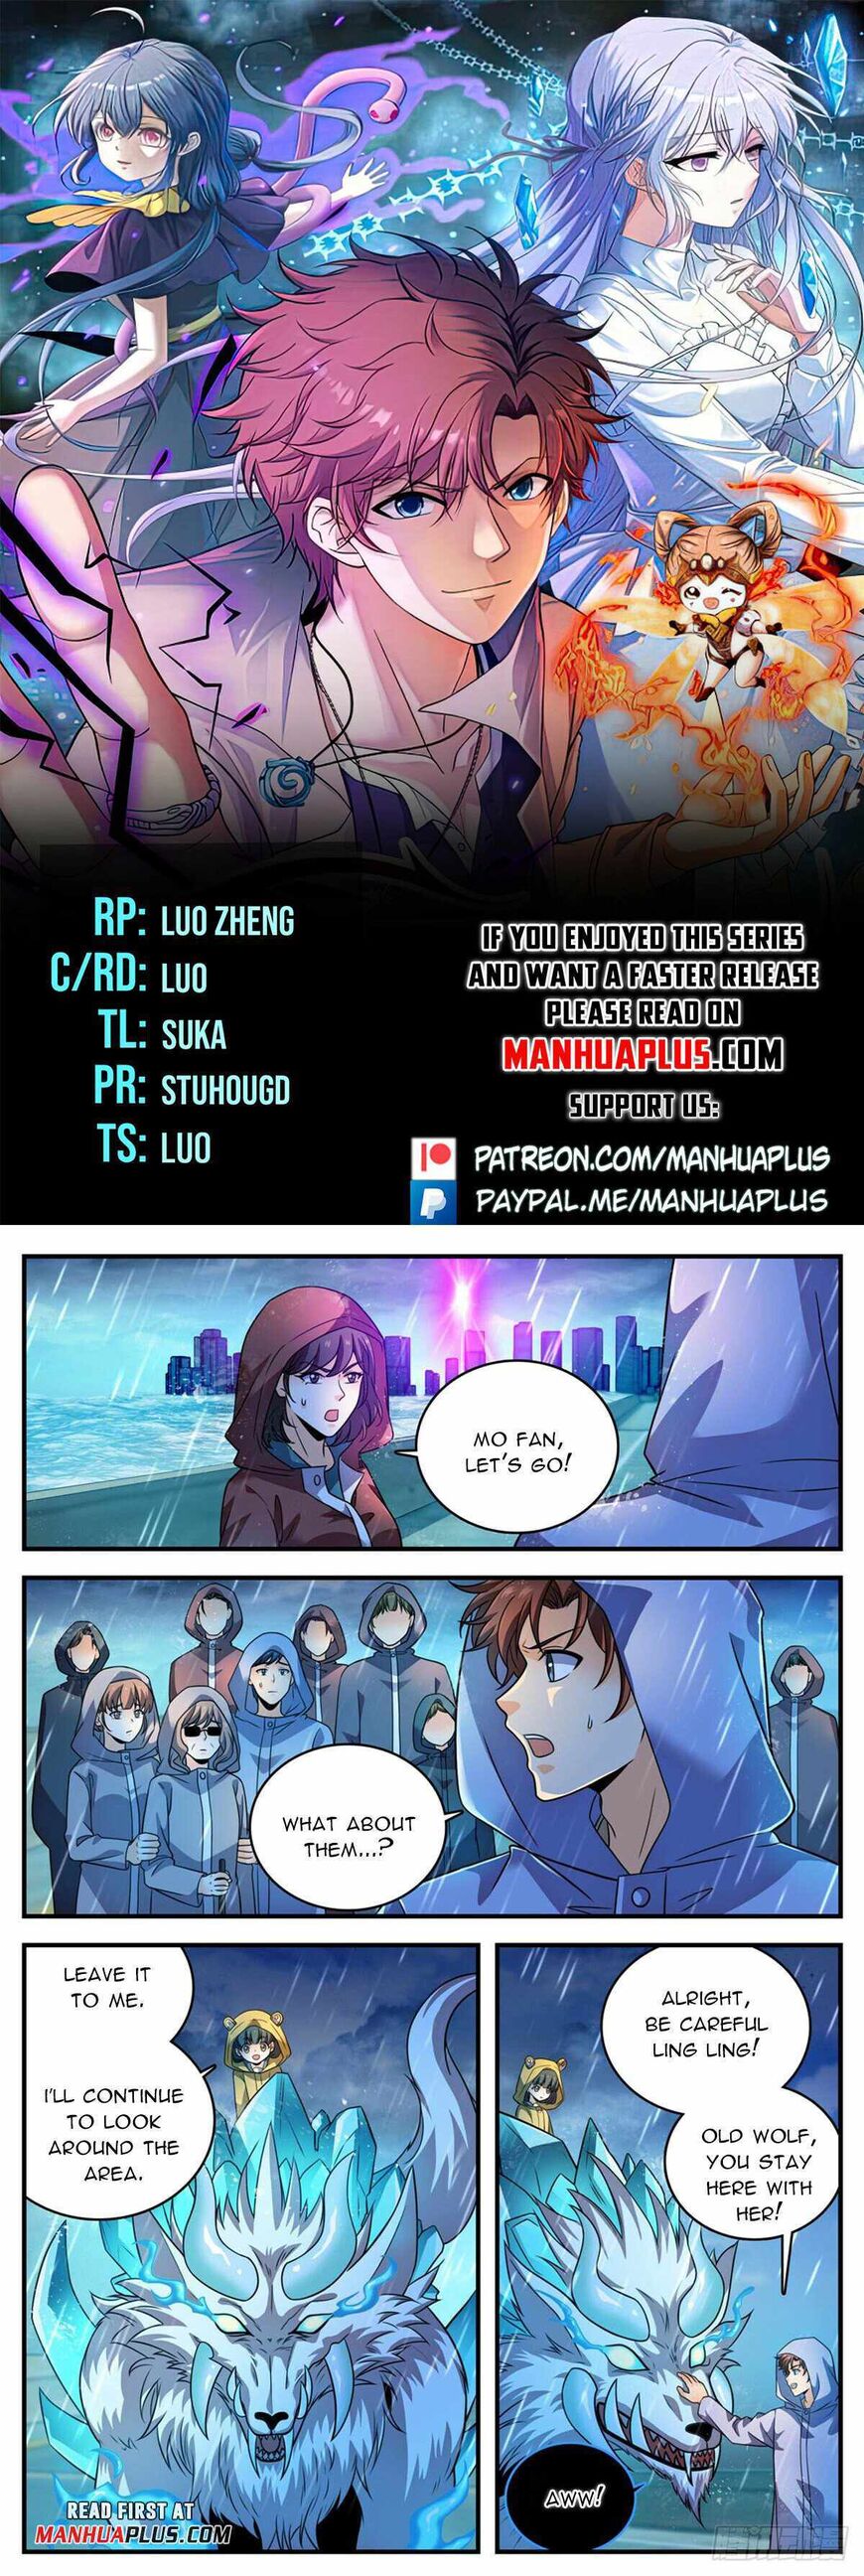 RP: LUO ZHENG
C/RD: LUO
TL: SUKA
PR: STUHOUGD
TS: LUO
IF YOU ENJOYED THIS SERIES
AND WANT A FASTER RELEASE
PLEASE READ ON
MANHUAPLUS.COM
SUPPORT US:
PATREON.COM/MANHUAPLUS
P PAYPAL.ME/MANHUAPLUS
MO FAN,
LET'S GO!
WHAT ABOUT
THEM...?
LEAVE IT
TO ME.
I'LL CONTINUE
TO LOOK
AROUND THE
AREA.
ALRIGHT,
BE CAREFUL
LING LING!
OLD WOLF,
YOU STAY
HERE WITH
HER!
AWW!
READ FIRST AT
MANHUAPLUS.COM